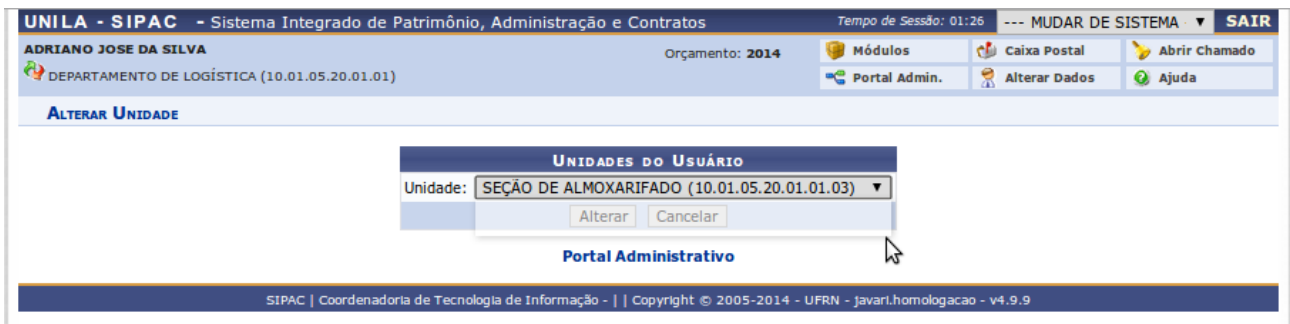 UNILA - SIPAC - Sistema Integrado de Patrimônio, Administração e Contratos Tempo de Sessão: 01:26 --- MUDAR DE SISTEMA - SAIR
ADRIANO JOSE DA SILVA Orçamento: 2014 Módulos Caixa Postal Abrir Chamado
DEPARTAMENTO DE LOGÍSTICA (10.01.05.20.01.01) Portal Admin. Alterar Dados Ajuda
ALTERAR UNIDADE
UNIDADES DO USUÁRIO
Unidade: SEÇÃO DE ALMOXARIFADO (10.01.05.20.01.01.03)
Alterar Cancelar
Portal Administrativo
SIPAC | Coordenadoria de Tecnologia de Informação - | | Copyright © 2005-2014 - UFRN - javari.homologacao - v4.9.9